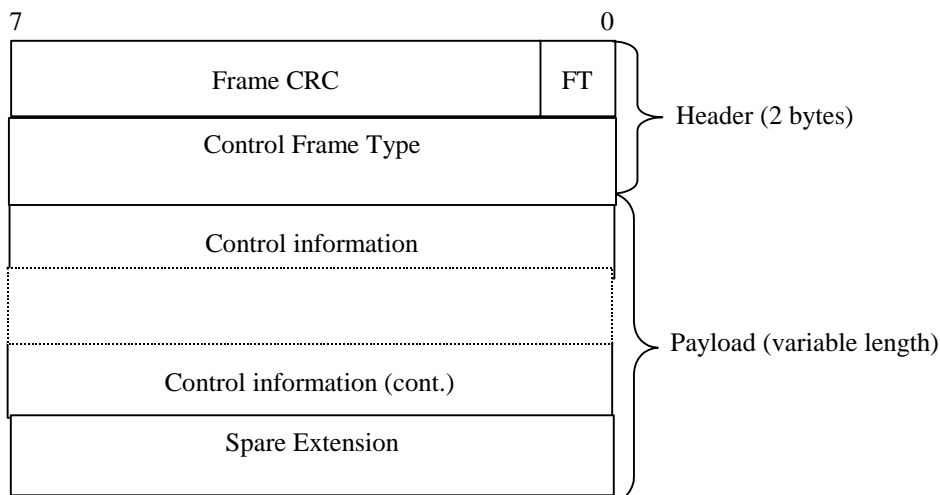 7 0
Frame CRC FT
Header (2 bytes)
Control Frame Type
Control information
Payload (variable length)
Control information (cont.)
Spare Extension